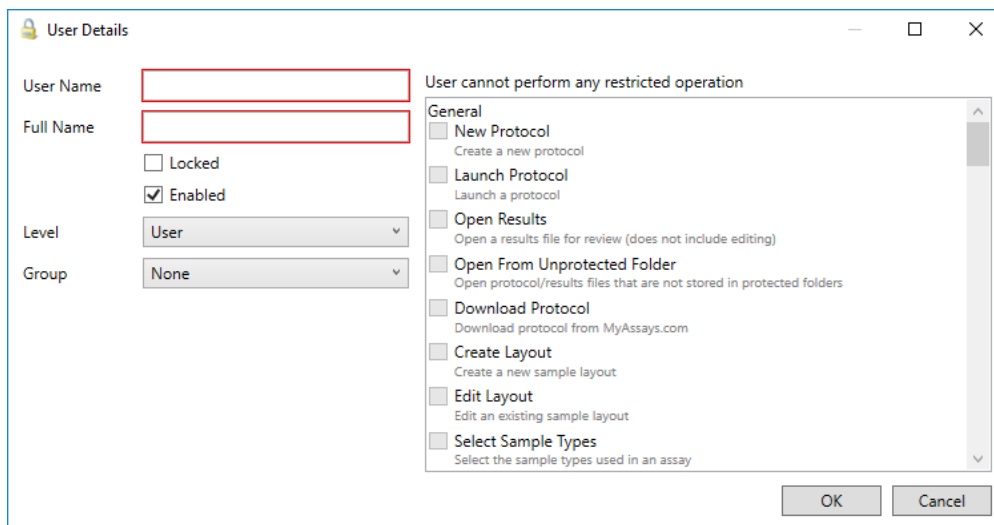 User Details
User Name
Full Name
Locked
Enabled
Level
User
Group
None
User cannot perform any restricted operation
General
New Protocol
Create a new protocol
Launch Protocol
Launch a protocol
Open Results
Open a results file for review (does not include editing)
Open From Unprotected Folder
Open protocol/results files that are not stored in protected folders
Download Protocol
Download protocol from MyAssays.com
Create Layout
Create a new sample layout
Edit Layout
Edit an existing sample layout
Select Sample Types
Select the sample types used in an assay
OK
Cancel